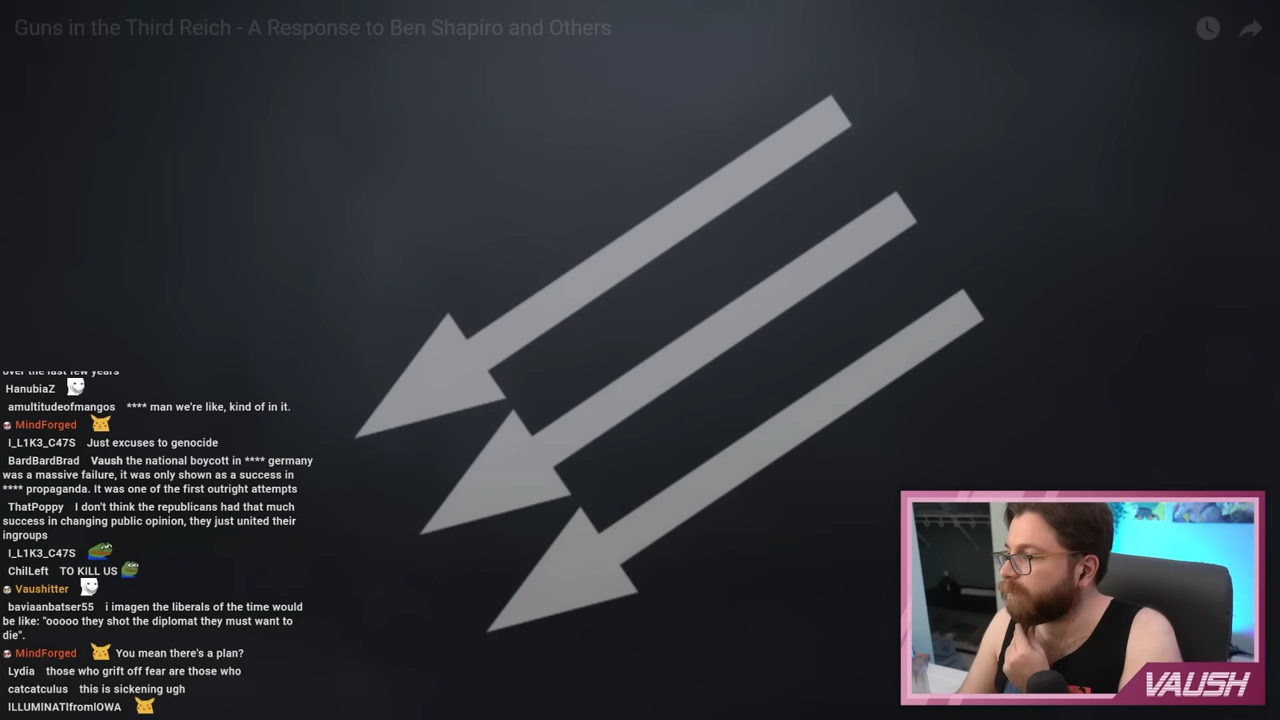 Guns in the Third Reich - A Response to Ben Shapiro and Others
over the last few years
HanubiaZ
amultitudeofmangos **** man we're like, kind of in it.
MindForged
I_L1K3_C47S Just excuses to genocide
BardBardBrad Vaush the national boycott in **** germany
was a massive failure, it was only shown as a success in
**** propaganda. It was one of the first outright attempts
ThatPoppy I don't think the republicans had that much
success in changing public opinion, they just united their
ingroups
I_L1K3_C47S
ChilLeft TO KILL US
Vaushitter
baviaanbatser55 i imagen the liberals of the time would
be like: "ooooo they shot the diplomat they must want to
die".
MindForged You mean there's a plan?
Lydia those who grift off fear are those who
catcatculus this is sickening ugh
ILLUMINATIfromIOWA
VAUSH